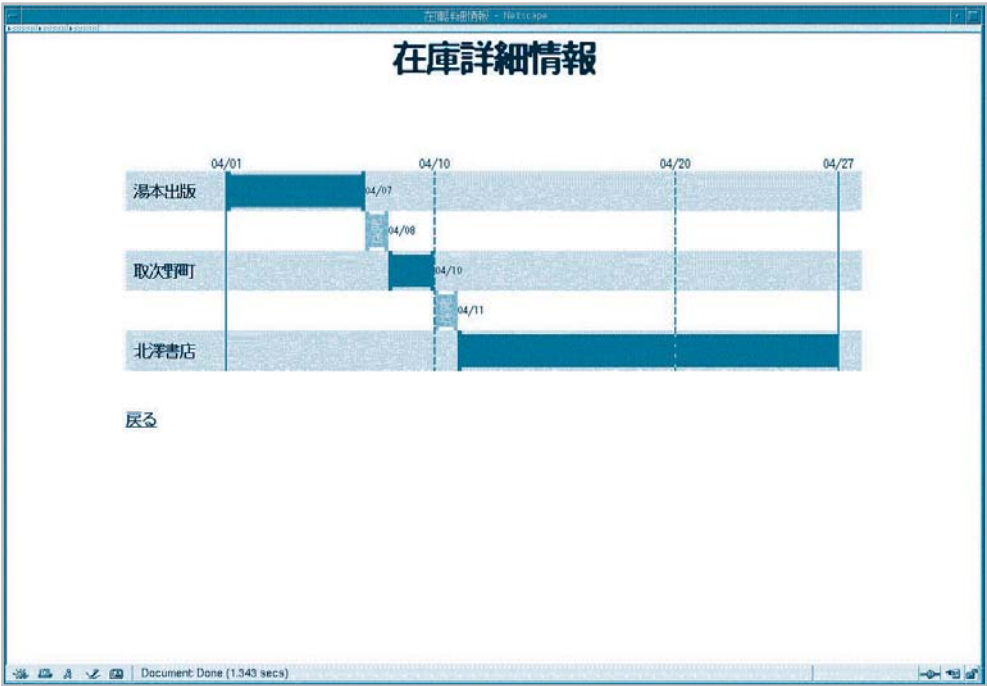 在庫詳細情報 - Netscape
在庫詳細情報
04/01 04/10 04/20 04/27
湯本出版 04/07
04/08
取次野町 04/10
04/11
北澤書店
戻る
Document: Done (1.343 secs)